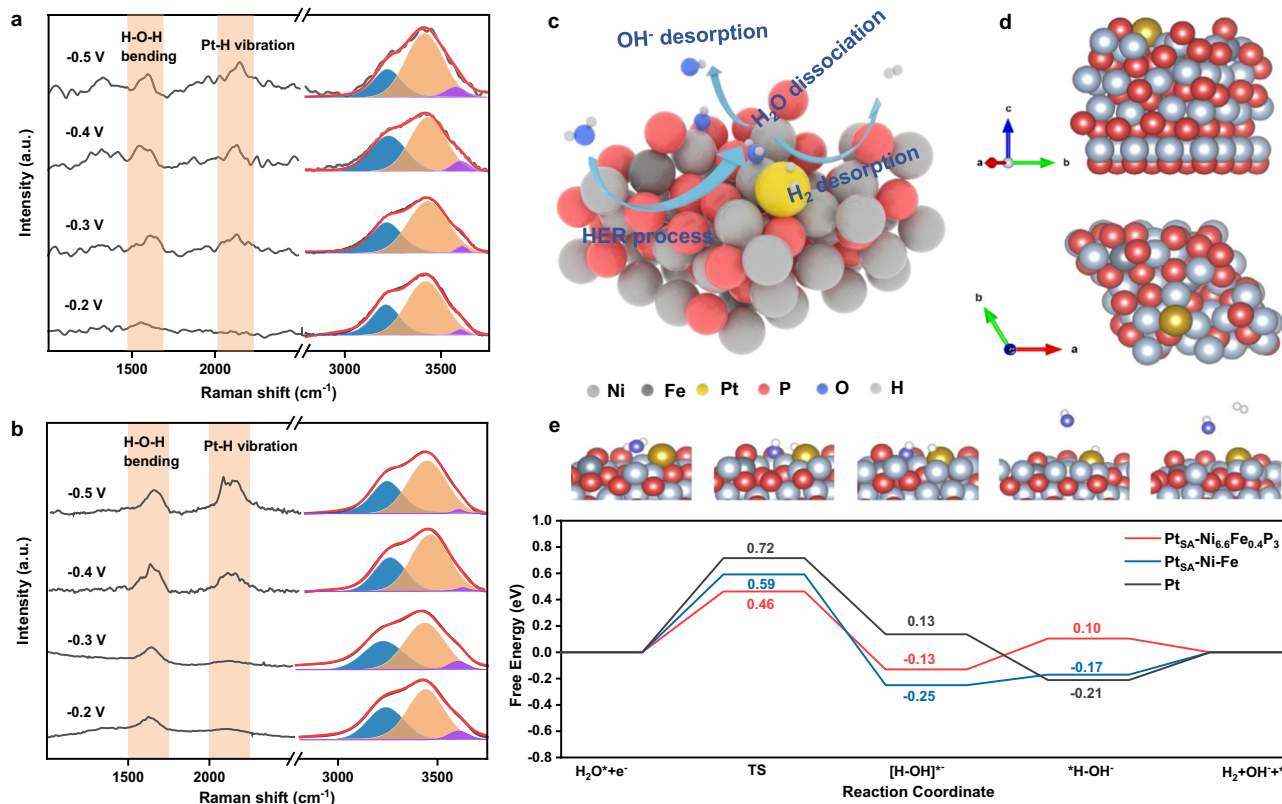 a
H-O-H
bending
Pt-H vibration
-0.5 V
-0.4 V
-0.3 V
-0.2 V
Intensity (a.u.)
1500
2000
3000
3500
Raman shift (cm⁻¹)
b
H-O-H
bending
Pt-H vibration
-0.5 V
-0.4 V
-0.3 V
-0.2 V
Intensity (a.u.)
1500
2000
3000
3500
Raman shift (cm⁻¹)
c
OH⁻ desorption
H₂O dissociation
H₂ desorption
HER process
Ni
Fe
Pt
P
O
H
d
c
a
b
b
a
e
1.0
0.8
0.6
0.4
0.2
0.0
-0.2
-0.4
-0.6
-0.8
Free Energy (eV)
0.72
0.59
0.46
0.13
-0.13
-0.25
0.10
-0.17
-0.21
Pt_SA-Ni₆.₆Fe₀.₄P₃
Pt_SA-Ni-Fe
Pt
H₂O*+e⁻
TS
[H-OH]*⁻
*H-OH⁻
H₂+OH⁻+*
Reaction Coordinate